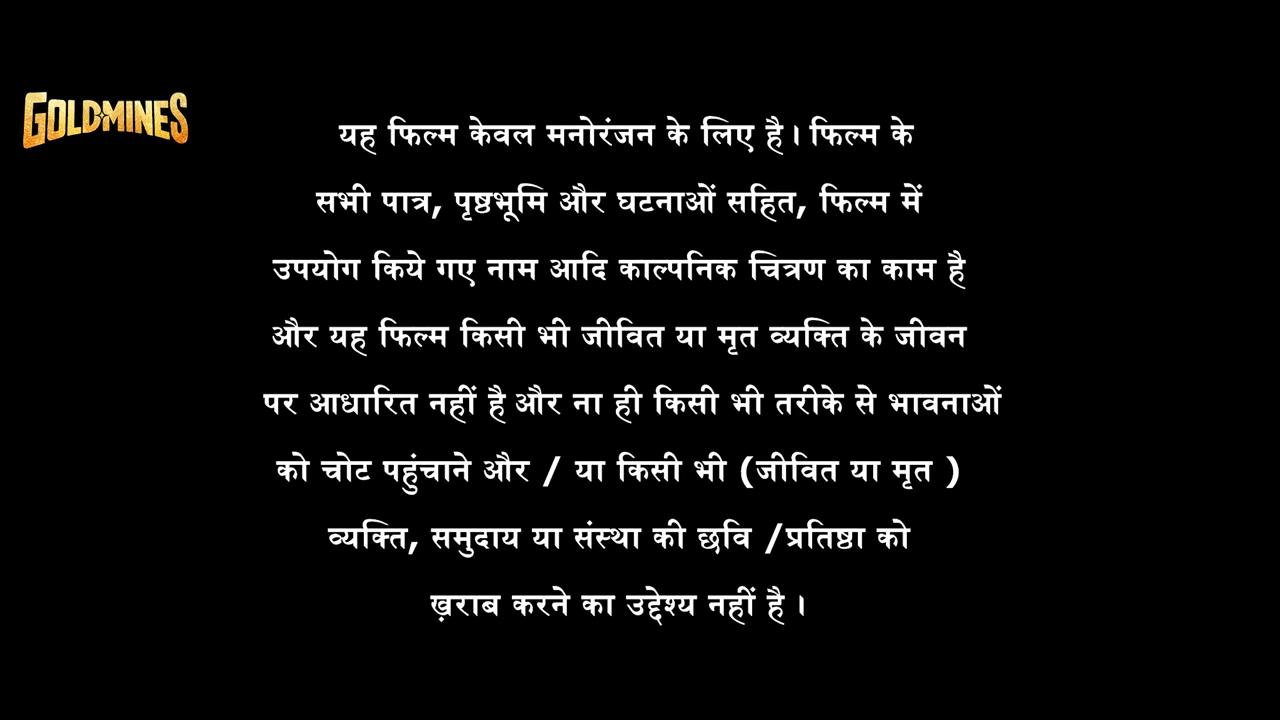 GOLDMINES
यह फिल्म केवल मनोरंजन के लिए है। फिल्म के
सभी पात्र, पृष्ठभूमि और घटनाओं सहित, फिल्म में
उपयोग किये गए नाम आदि काल्पनिक चित्रण का काम है
और यह फिल्म किसी भी जीवित या मृत व्यक्ति के जीवन
पर आधारित नहीं है और ना ही किसी भी तरीके से भावनाओं
को चोट पहुंचाने और / या किसी भी (जीवित या मृत )
व्यक्ति, समुदाय या संस्था की छवि /प्रतिष्ठा को
ख़राब करने का उद्देश्य नहीं है ।